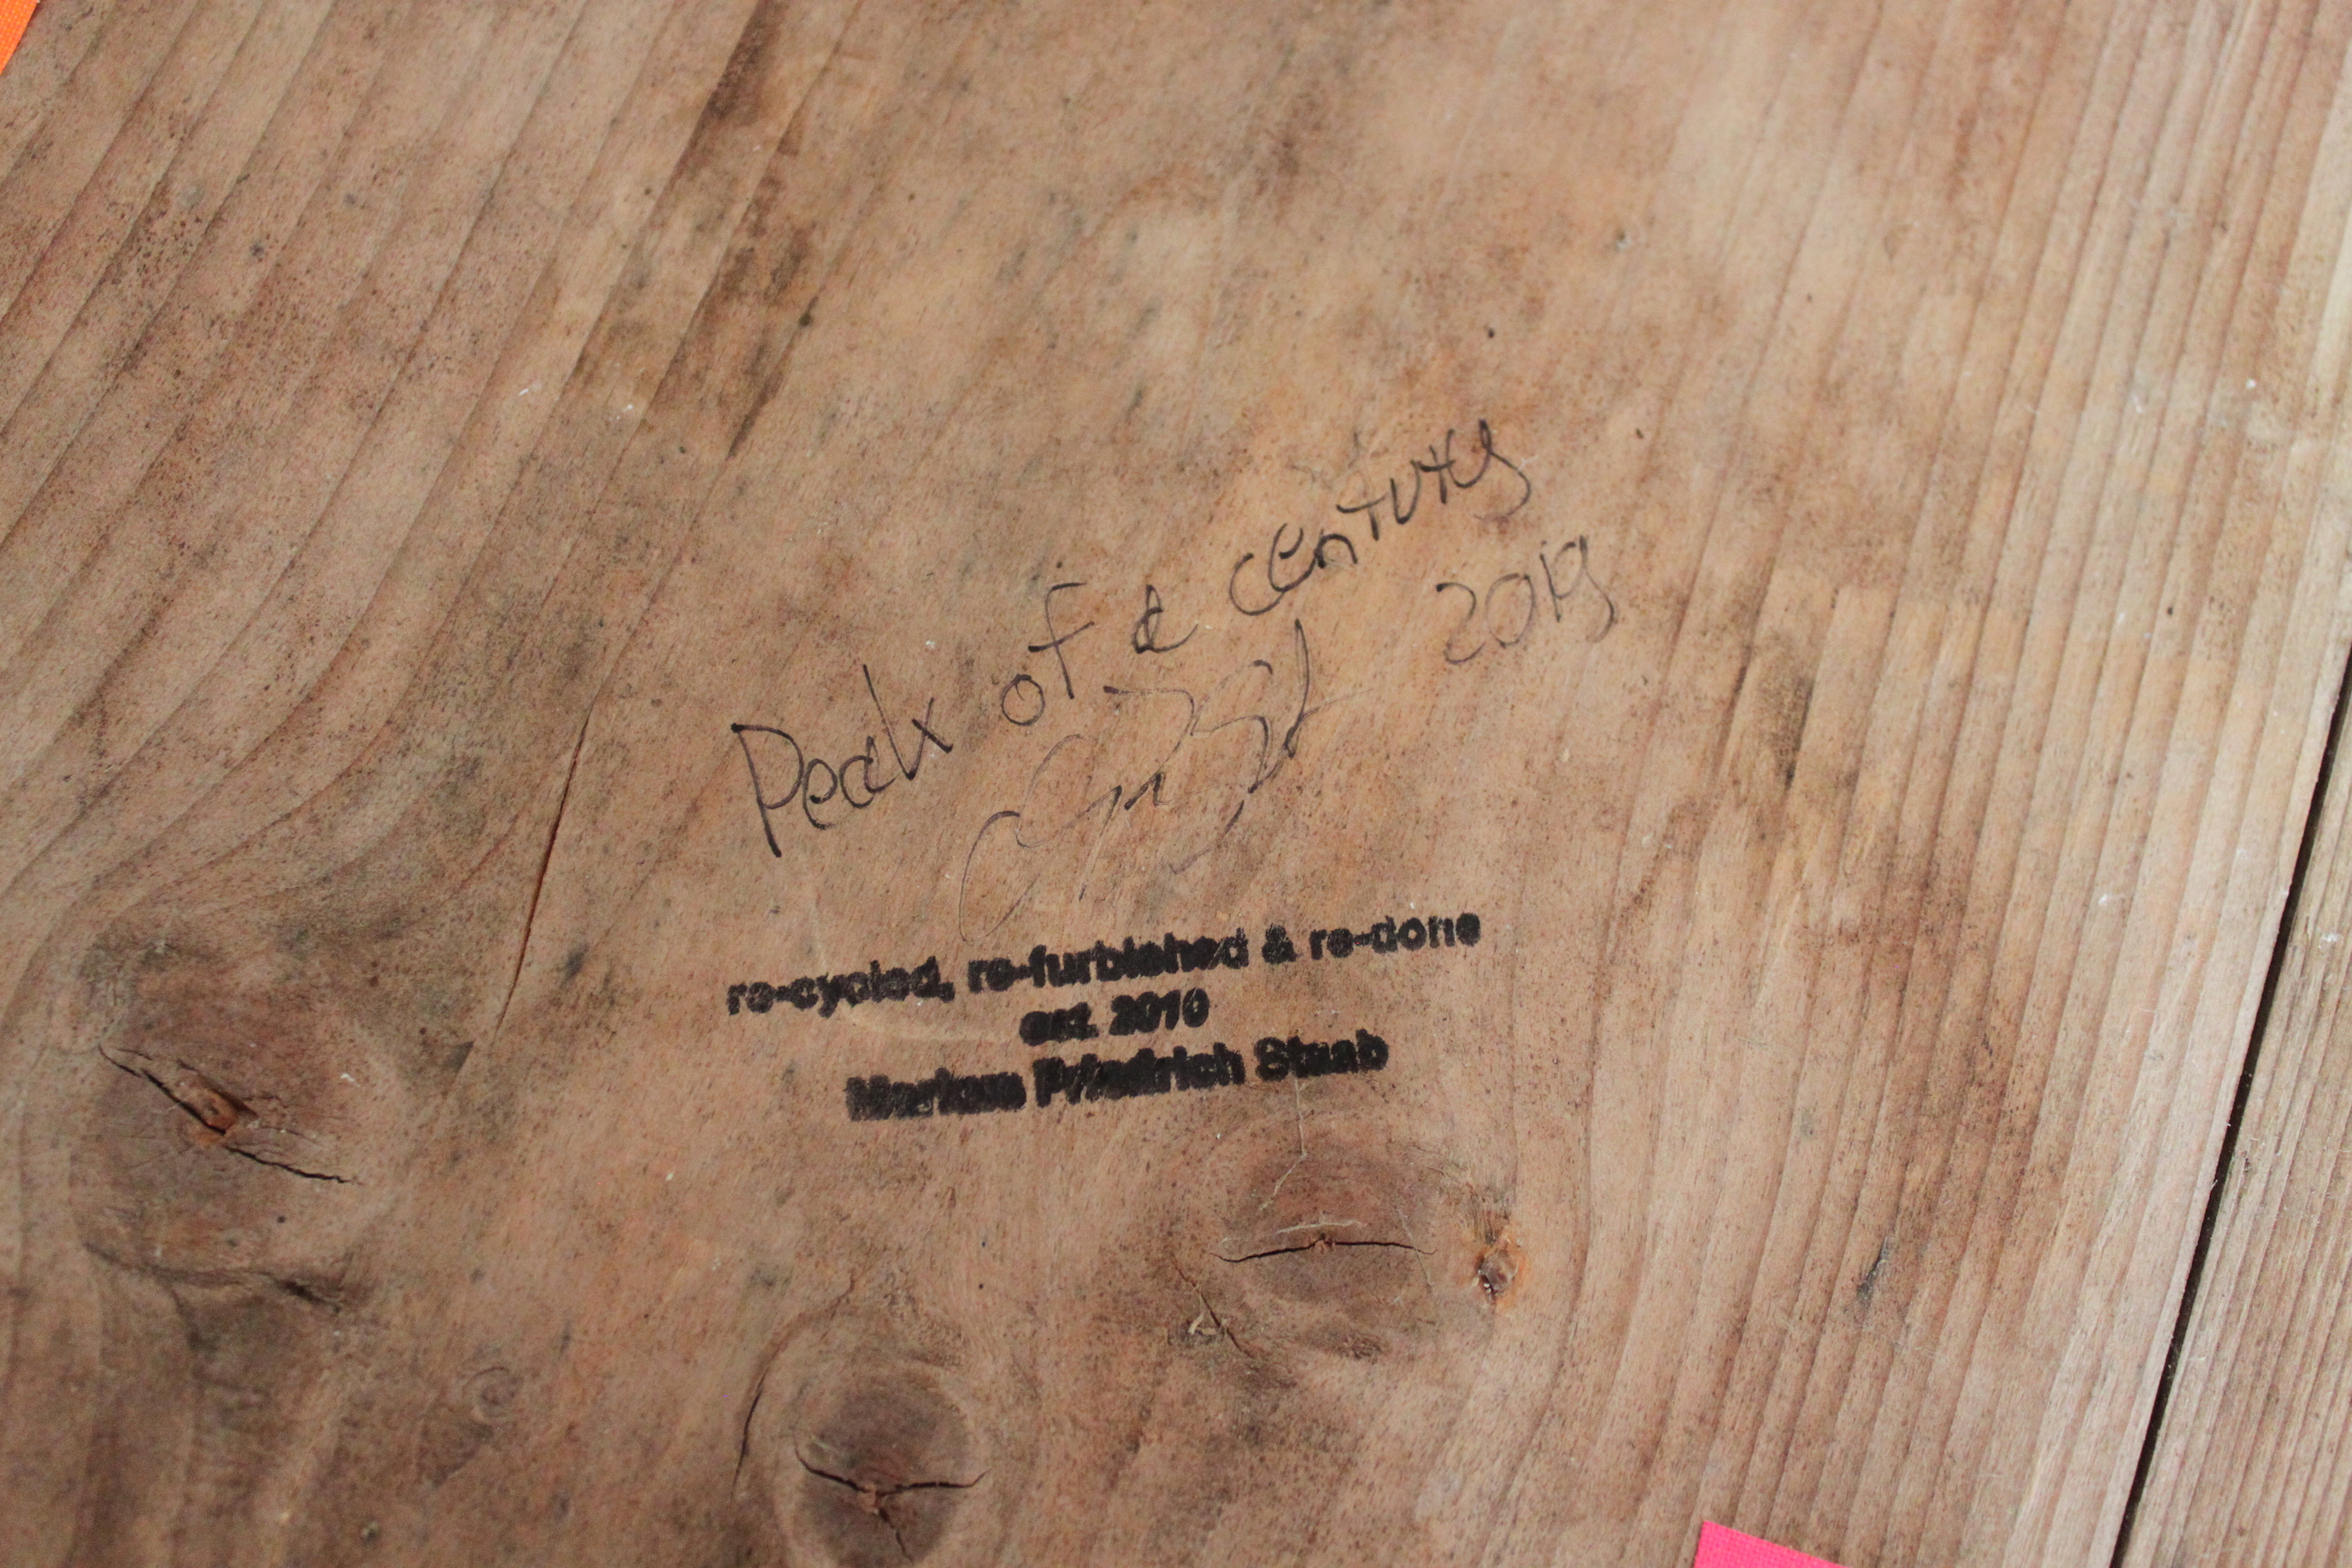 Peak of a century
2019
re-cycled, re-furbished & re-done
est. 2010
Markus Friedrich Staab